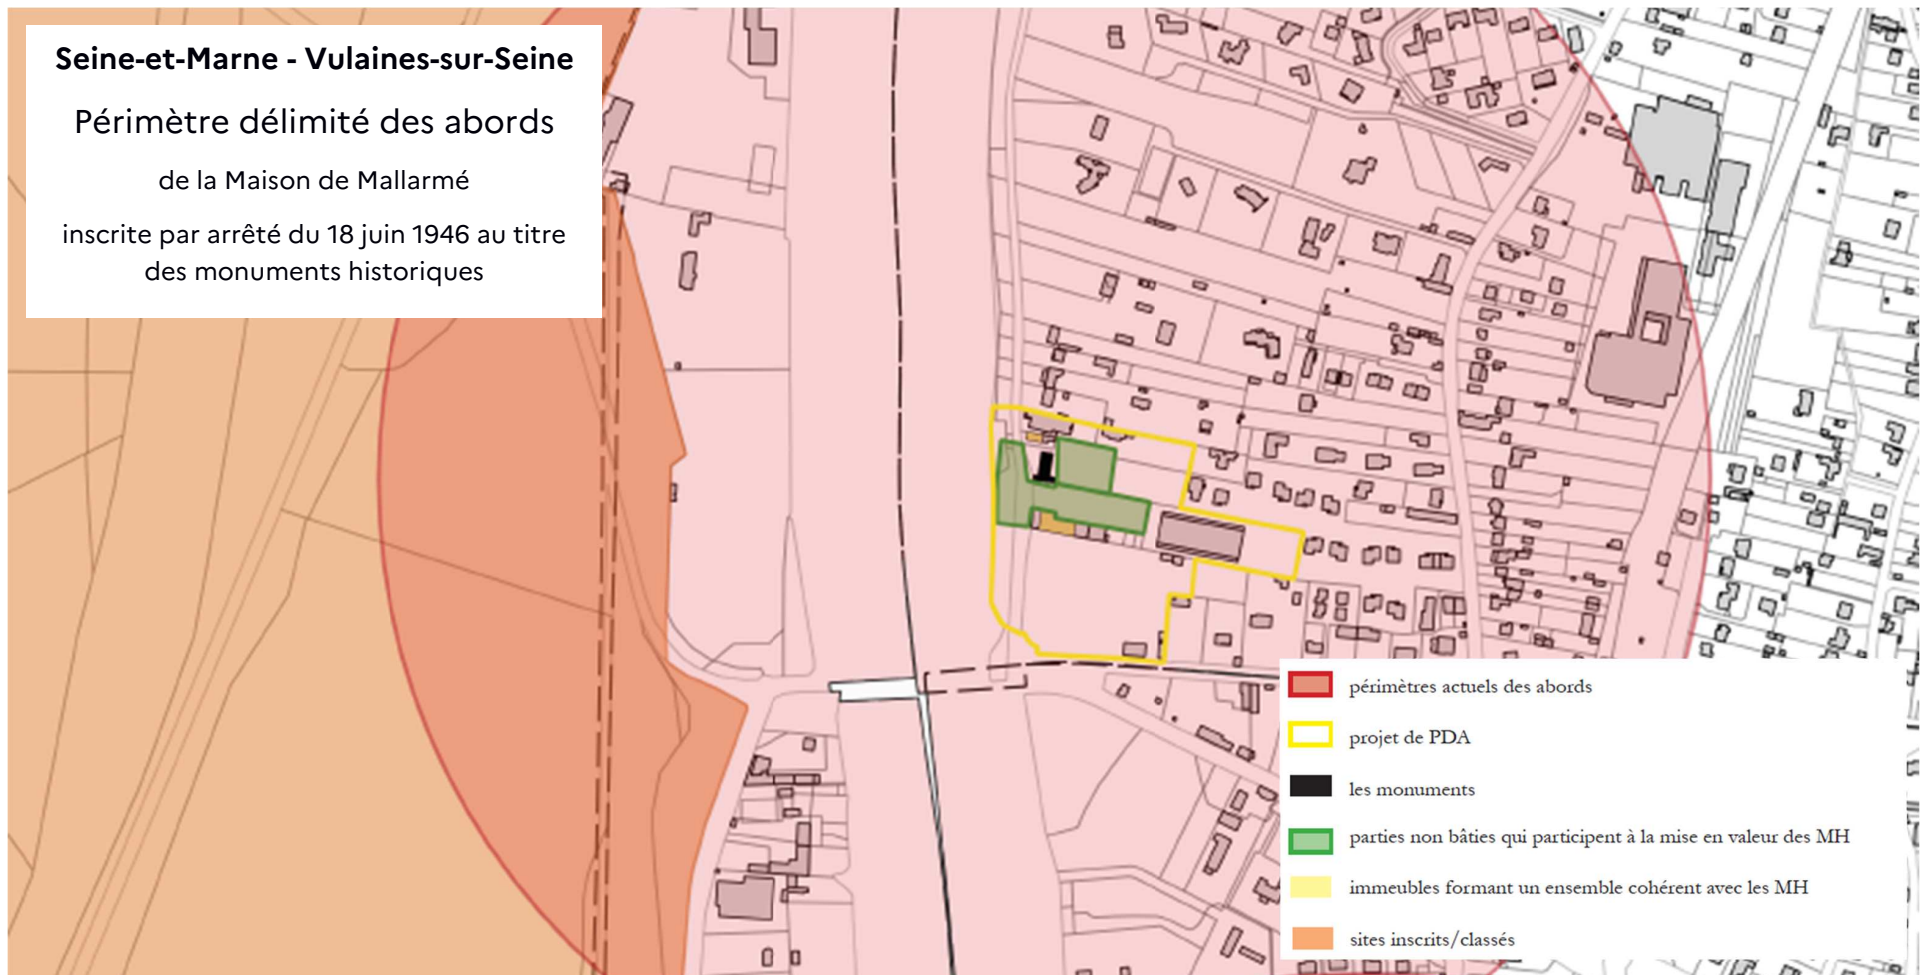 Seine-et-Marne - Vulaines-sur-Seine
Périmètre délimité des abords
de la Maison de Mallarmé
inscrite par arrêté du 18 juin 1946 au titre
des monuments historiques
périmètres actuels des abords
projet de PDA
les monuments
parties non bâties qui participent à la mise en valeur des MH
immeubles formant un ensemble cohérent avec les MH
sites inscrits/classés